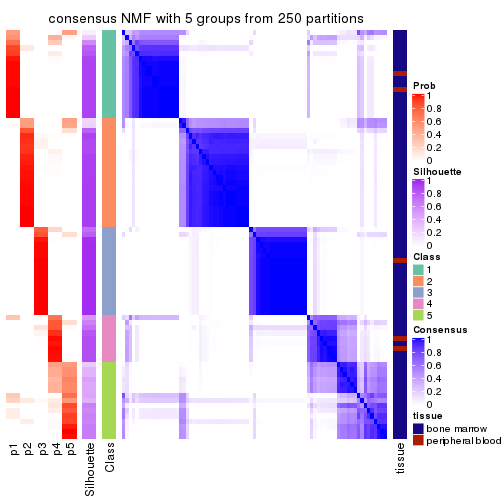 consensus NMF with 5 groups from 250 partitions
Prob
1
0.8
0.6
0.4
0.2
0
Silhouette
1
0.8
0.6
0.4
0.2
0
Class
1
2
3
4
5
Consensus
1
0.8
0.6
0.4
0.2
0
tissue
bone marrow
peripheral blood
p1
p2
p3
p4
p5
Silhouette
Class
tissue